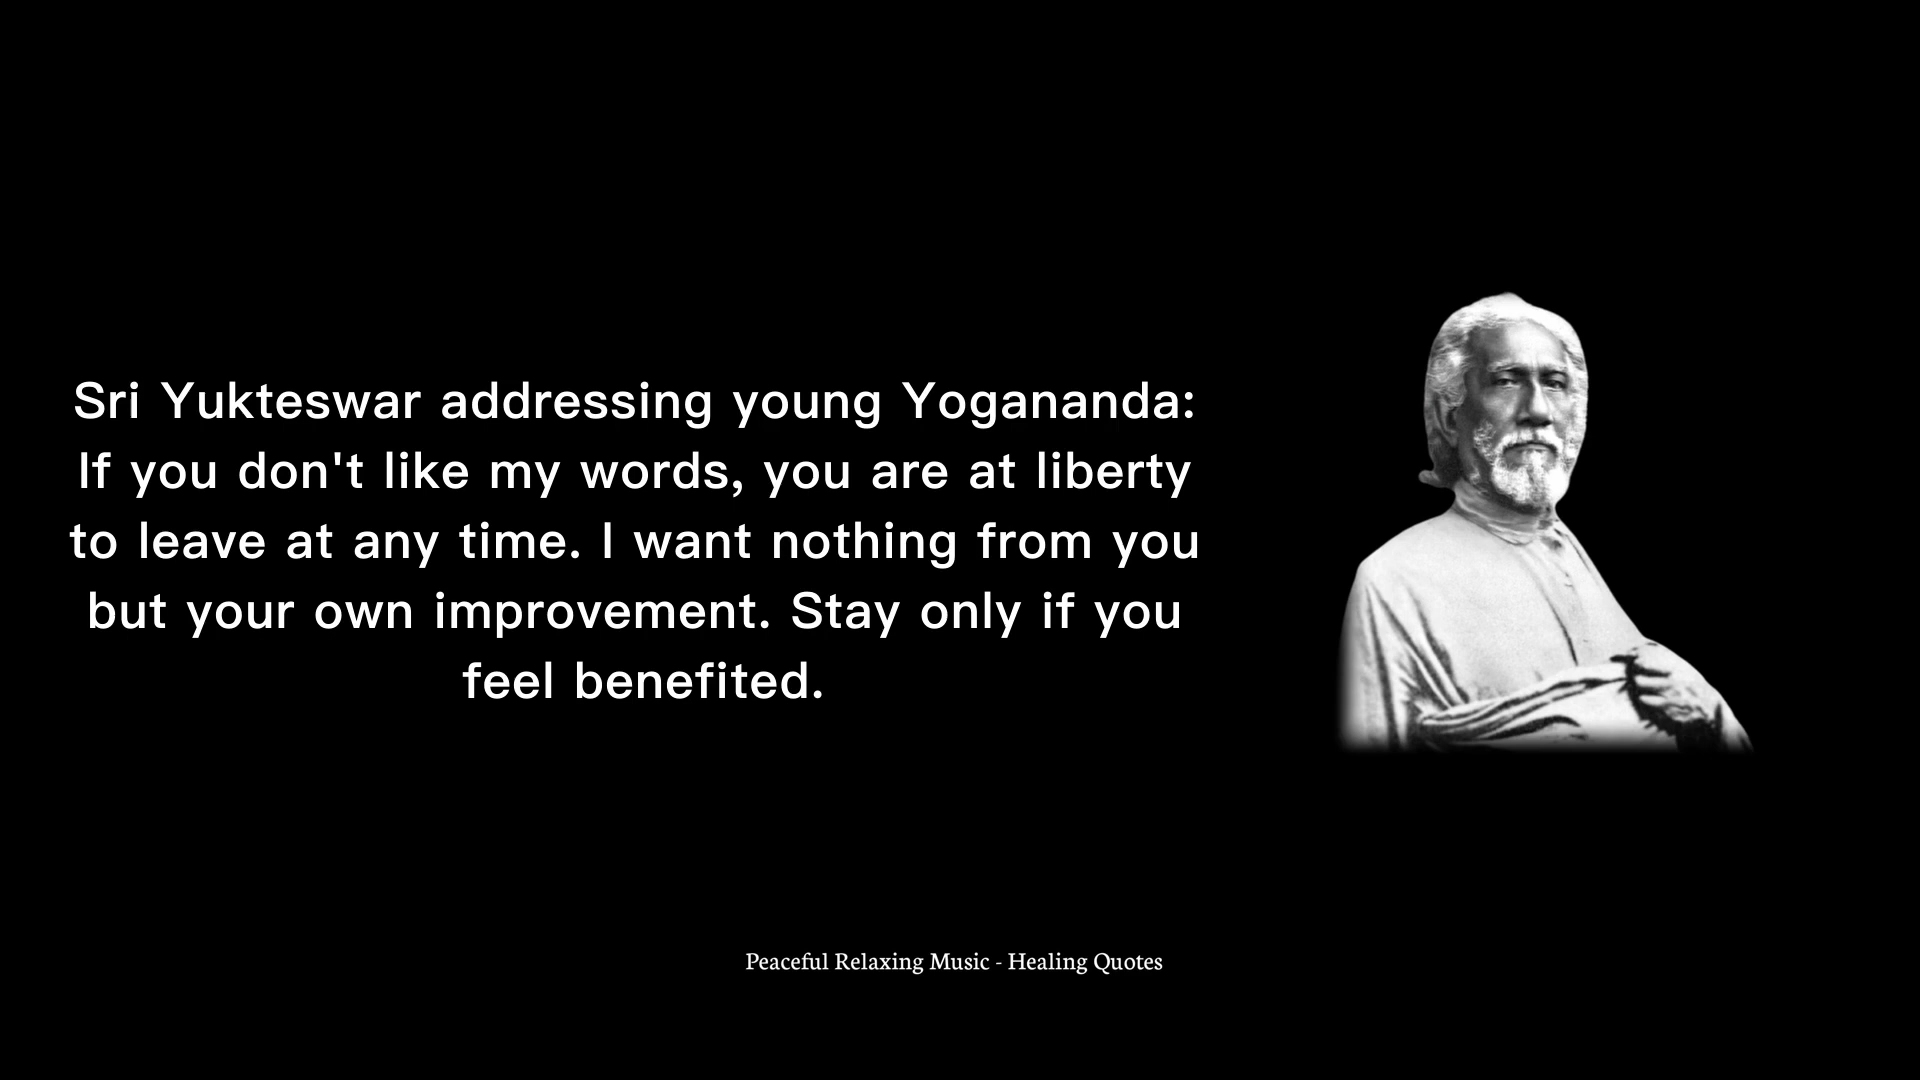 Sri Yukteswar addressing young Yogananda:
If you don't like my words, you are at liberty
to leave at any time. I want nothing from you
but your own improvement. Stay only if you
feel benefited.
Peaceful Relaxing Music - Healing Quotes